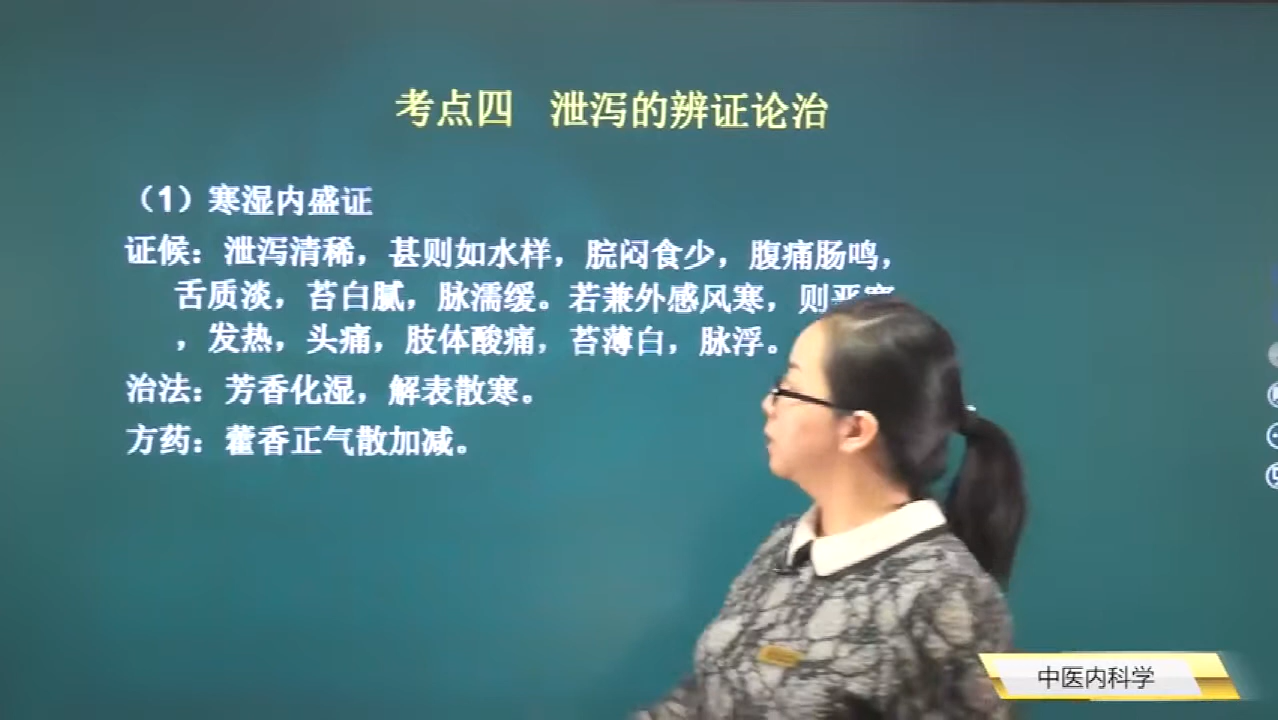 考点四 泄泻的辨证论治
（1）寒湿内盛证
证候：泄泻清稀，甚则如水样，脘闷食少，腹痛肠鸣，
舌质淡，苔白腻，脉濡缓。若兼外感风寒，则恶寒
，发热，头痛，肢体酸痛，苔薄白，脉浮。
治法：芳香化湿，解表散寒。
方药：藿香正气散加减。
中医内科学